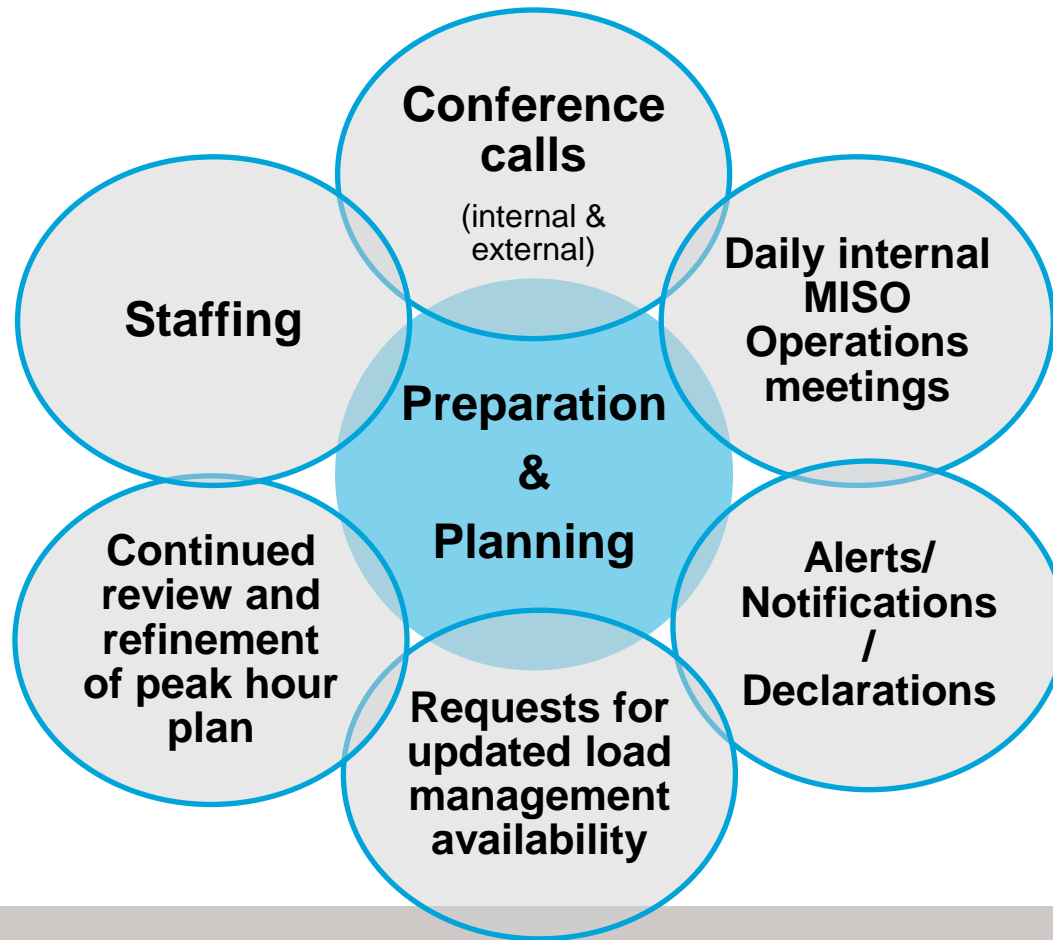 Conference
calls
(internal &
external)
Daily internal
MISO
Operations
meetings
Staffing
Preparation
&
Planning
Continued
review and
refinement
of peak hour
plan
Alerts/
Notifications
/
Declarations
Requests for
updated load
management
availability